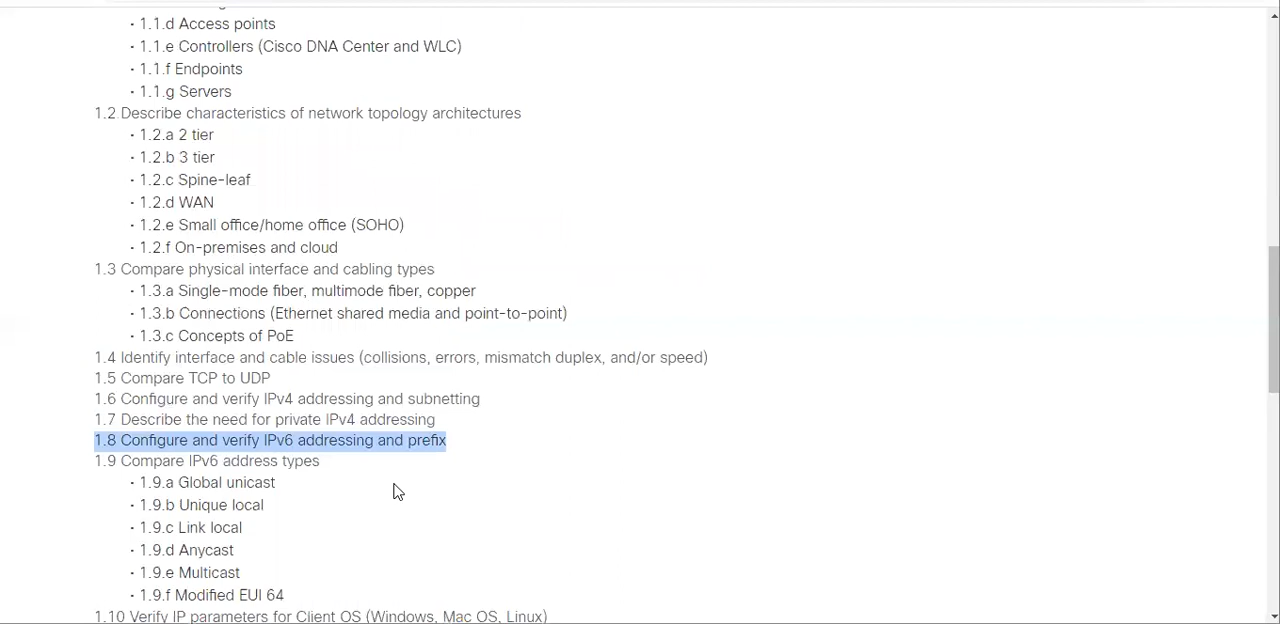 • 1.1.d Access points
• 1.1.e Controllers (Cisco DNA Center and WLC)
• 1.1.f Endpoints
• 1.1.g Servers
1.2 Describe characteristics of network topology architectures
• 1.2.a 2 tier
• 1.2.b 3 tier
• 1.2.c Spine-leaf
• 1.2.d WAN
• 1.2.e Small office/home office (SOHO)
• 1.2.f On-premises and cloud
1.3 Compare physical interface and cabling types
• 1.3.a Single-mode fiber, multimode fiber, copper
• 1.3.b Connections (Ethernet shared media and point-to-point)
• 1.3.c Concepts of PoE
1.4 Identify interface and cable issues (collisions, errors, mismatch duplex, and/or speed)
1.5 Compare TCP to UDP
1.6 Configure and verify IPv4 addressing and subnetting
1.7 Describe the need for private IPv4 addressing
1.8 Configure and verify IPv6 addressing and prefix
1.9 Compare IPv6 address types
• 1.9.a Global unicast
• 1.9.b Unique local
• 1.9.c Link local
• 1.9.d Anycast
• 1.9.e Multicast
• 1.9.f Modified EUI 64
1.10 Verify IP parameters for Client OS (Windows, Mac OS, Linux)